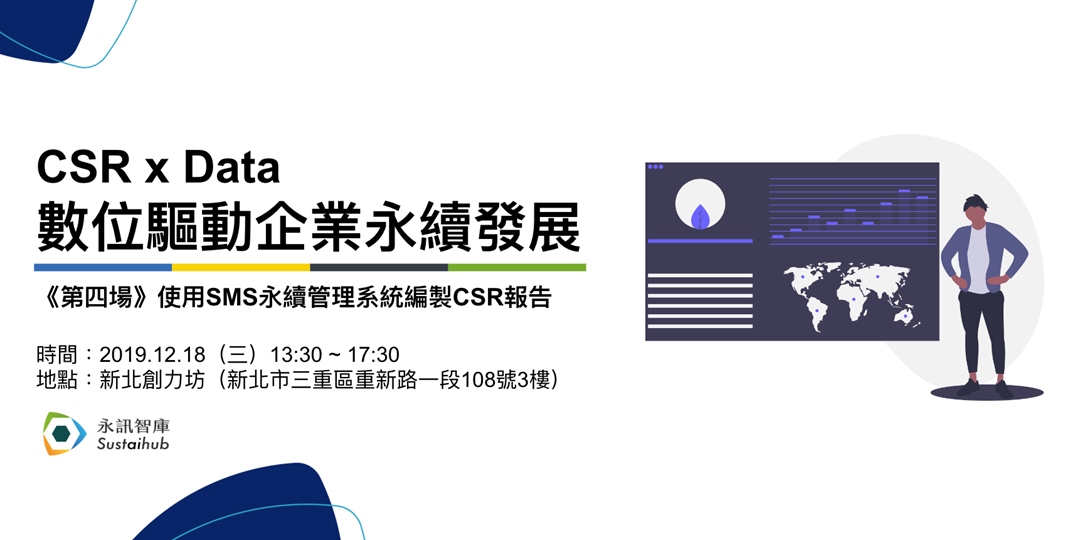 CSR x Data
數位驅動企業永續發展
《第四場》使用SMS永續管理系統編製CSR報告
時間：2019.12.18（三）13:30 ~ 17:30
地點：新北創力坊（新北市三重區重新路一段108號3樓）
永訊智庫
Sustaihub